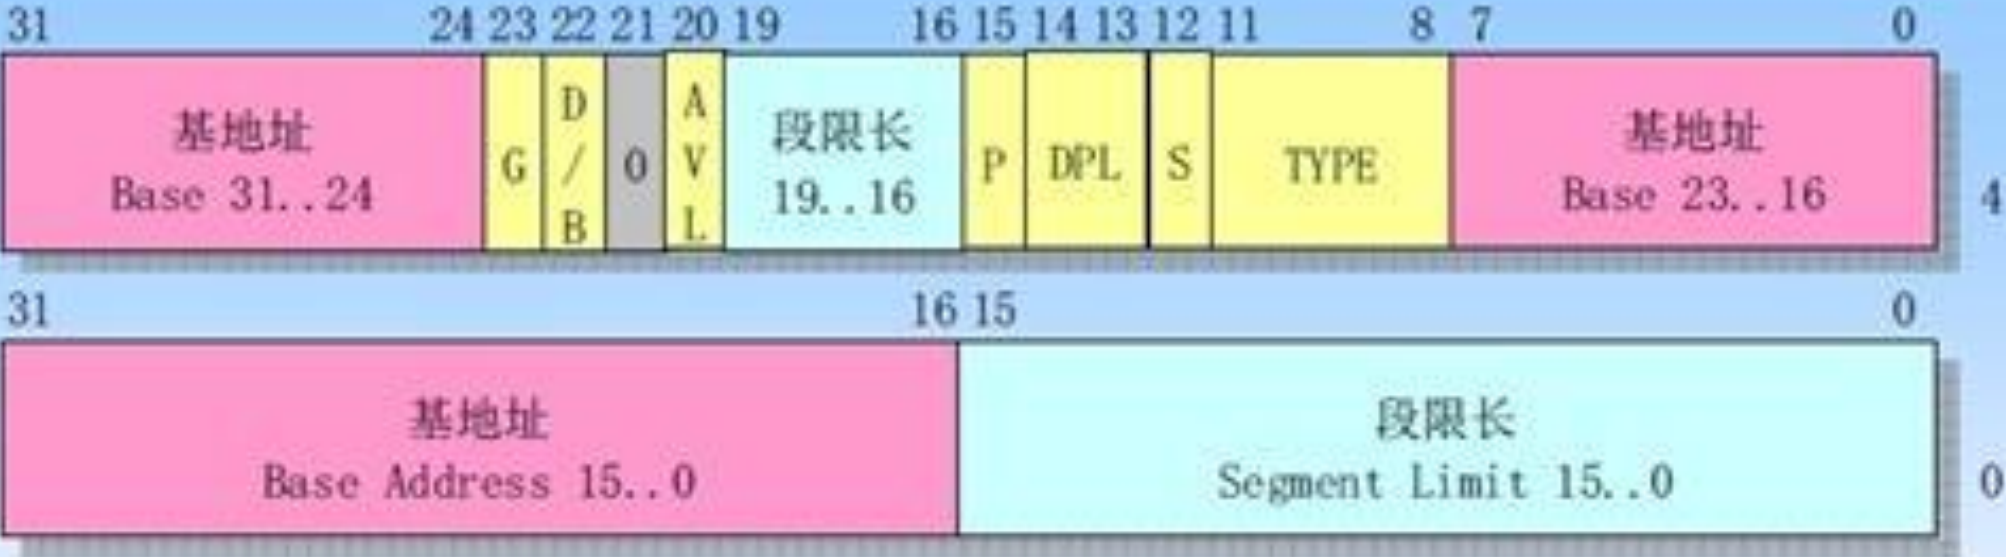 31 24 23 22 21 20 19 16 15 14 13 12 11 8 7 0
基地址
Base 31..24
G
D
/
B
0
A
V
L
段限长
19..16
P
DPL
S
TYPE
基地址
Base 23..16
4
31 16 15 0
基地址
Base Address 15..0
段限长
Segment Limit 15..0
0